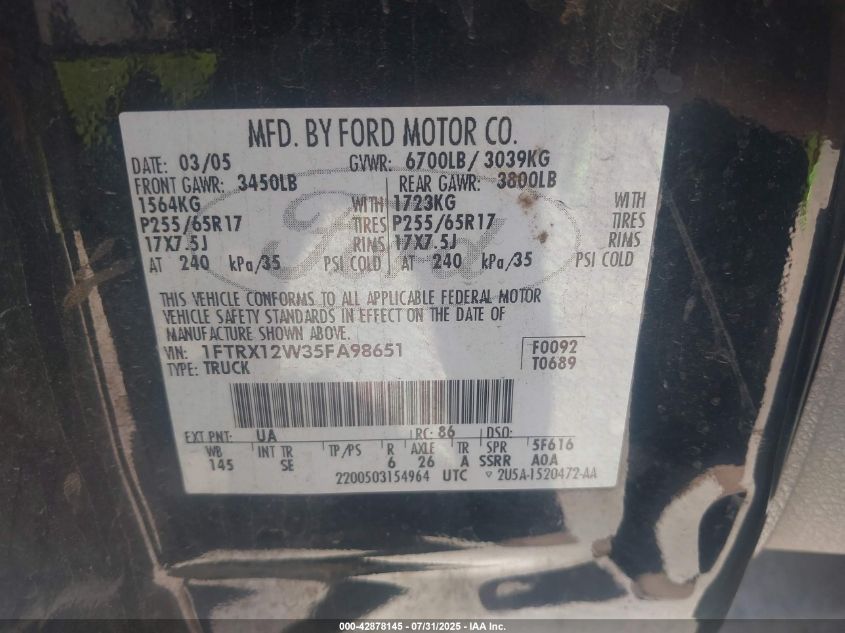 MFD. BY FORD MOTOR CO.
DATE: 03/05 GVWR: 6700LB/ 3039KG
FRONT GAWR: 3450LB REAR GAWR: 3800LB
1564KG WITH 1723KG WITH
P255/65R17 TIRES P255/65R17 TIRES
17X7.5J RIMS 17X7.5J RIMS
AT 240 kPa/35 PSI COLD AT 240 kPa/35 PSI COLD
Ford
THIS VEHICLE CONFORMS TO ALL APPLICABLE FEDERAL MOTOR
VEHICLE SAFETY STANDARDS IN EFFECT ON THE DATE OF
MANUFACTURE SHOWN ABOVE.
VIN: 1FTRX12W35FA98651 F0092
TYPE: TRUCK T0689
EXT PNT: UA RC: 86 DSO:
WB INT TR TP/PS R AXLE TR SPR 5F616
145 SE 6 26 A SSRR A0A
2200503154964 UTC ▽ 2U5A-1520472-AA
000-42878145 - 07/31/2025 - IAA Inc.